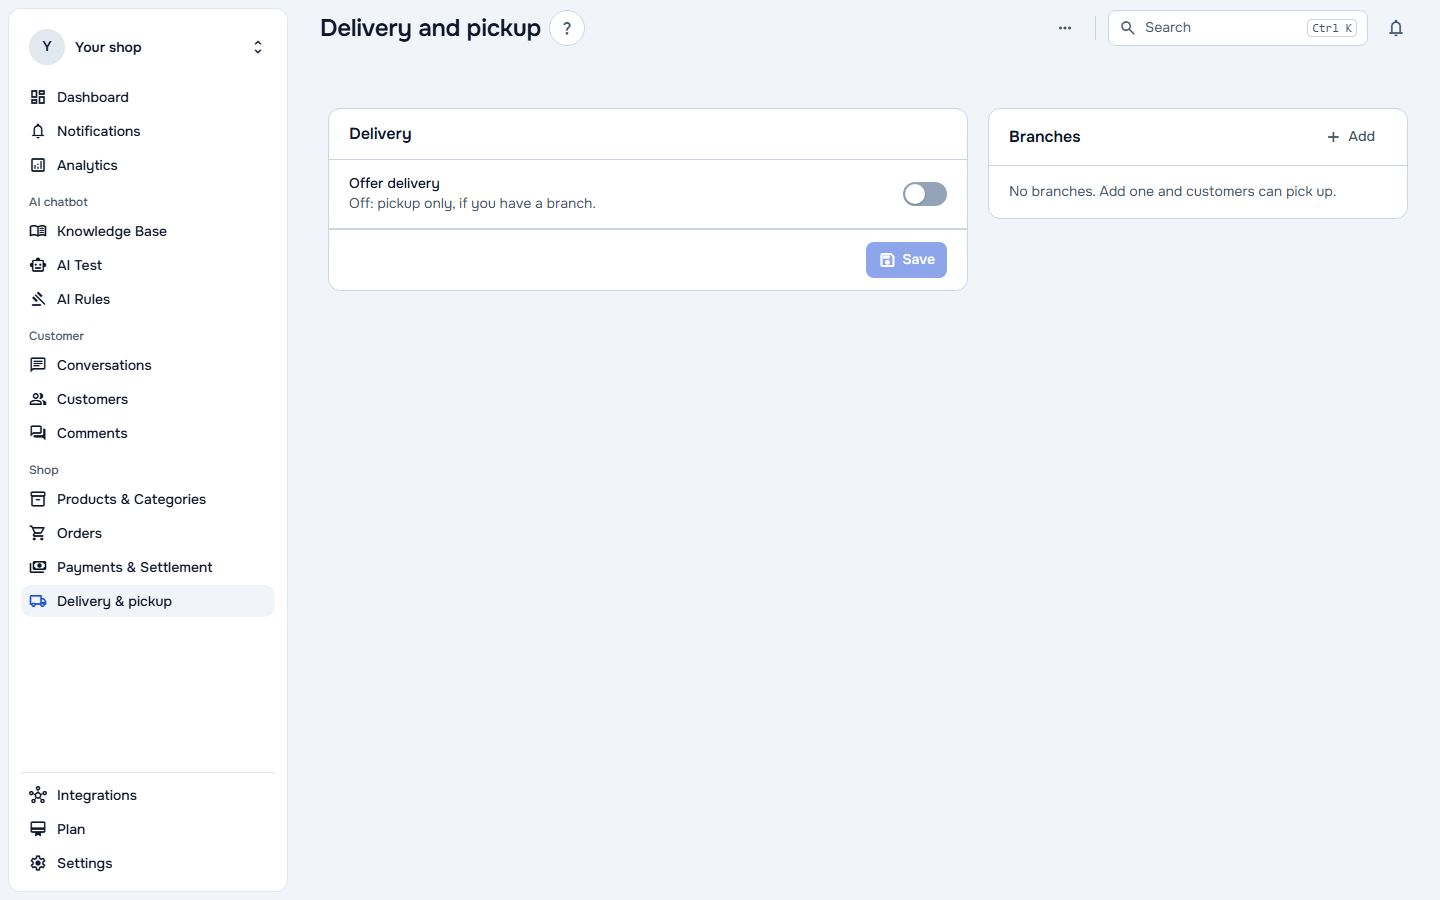 Y
Your shop
Dashboard
Notifications
Analytics
AI chatbot
Knowledge Base
AI Test
AI Rules
Customer
Conversations
Customers
Comments
Shop
Products & Categories
Orders
Payments & Settlement
Delivery & pickup
Integrations
Plan
Settings
Delivery and pickup
?
Search
Ctrl K
Delivery
Offer delivery
Off: pickup only, if you have a branch.
Save
Branches
Add
No branches. Add one and customers can pick up.